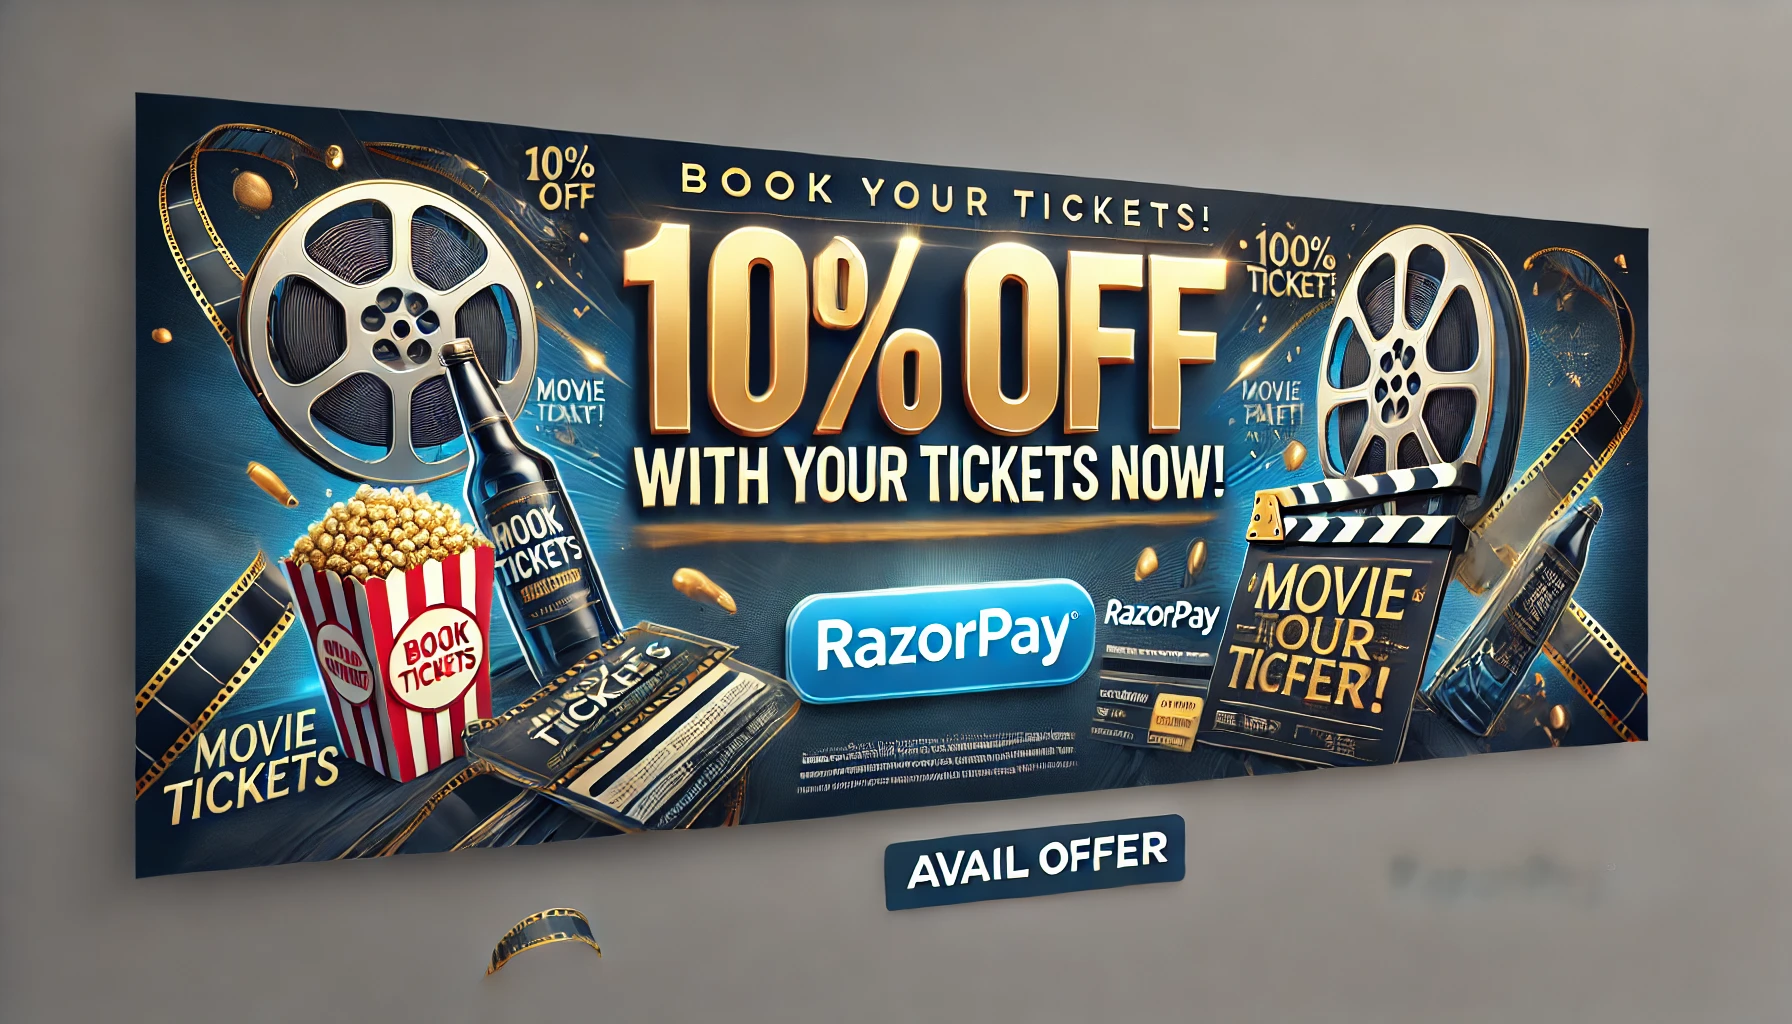 10%
OFF
BOOK YOUR TICKETS!
10% OFF
WITH YOUR TICKETS NOW!
100%
TICKET!
MOVIE
MOVIE
MOOK
TICKETS
BOOK
TICKETS
TICKETS
MOVIE
TICKETS
RazorPay
RazorPay
MOVIE
OUR
TICFER!
AVAIL OFFER